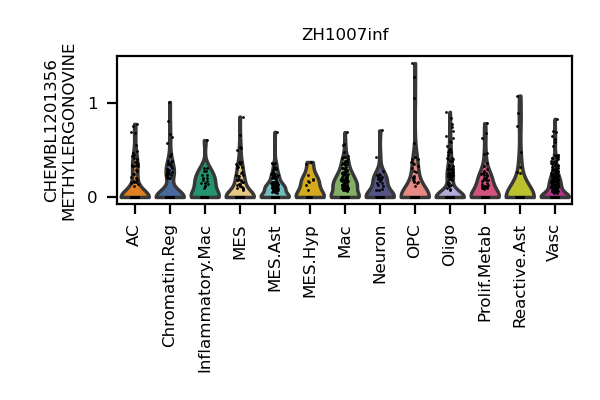 ZH1007inf
CHEMBL1201356
METHYLERGONOVINE
1
0
AC
Chromatin.Reg
Inflammatory.Mac
MES
MES.Ast
MES.Hyp
Mac
Neuron
OPC
Oligo
Prolif.Metab
Reactive.Ast
Vasc